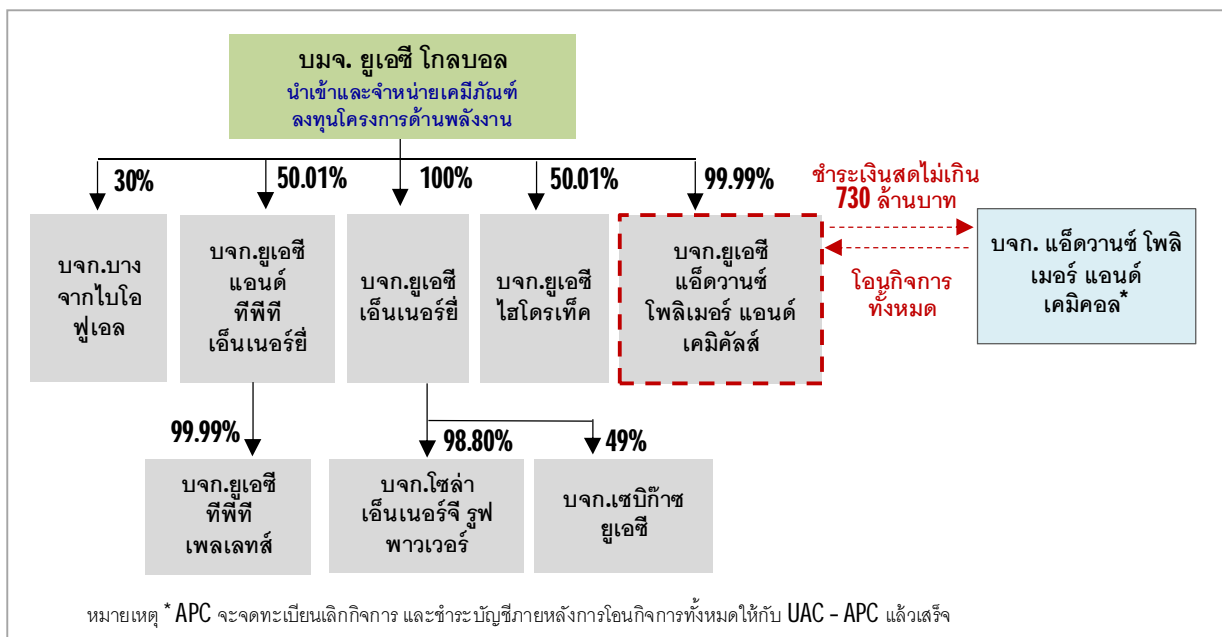 บมจ. ยูเอซี โกลบอล
นำเข้าและจำหน่ายเคมีภัณฑ์
ลงทุนโครงการด้านพลังงาน
30%
50.01%
100%
50.01%
99.99%
ชำระเงินสดไม่เกิน
730 ล้านบาท
บจก.บาง
จากไบโอ
ฟูเอล
บจก.ยูเอซี
แอนด์
ทีพีที
เอ็นเนอร์ยี่
บจก.ยูเอซี
เอ็นเนอร์ยี่
บจก.ยูเอซี
ไฮโดรเท็ค
บจก.ยูเอซี
แอ็ดวานซ์
โพลิเมอร์ แอนด์
เคมิคัลส์
โอนกิจการ
ทั้งหมด
บจก. แอ็ดวานซ์ โพลิ
เมอร์ แอนด์
เคมิคอล*
99.99%
98.80%
49%
บจก.ยูเอซี
ทีพีที
เพลเลทส์
บจก.โซล่า
เอ็นเนอร์จี รูฟ
พาวเวอร์
บจก.เซบิก๊าซ
ยูเอซี
หมายเหตุ * APC จะจดทะเบียนเลิกกิจการ และชำระบัญชีภายหลังการโอนกิจการทั้งหมดให้กับ UAC – APC แล้วเสร็จ